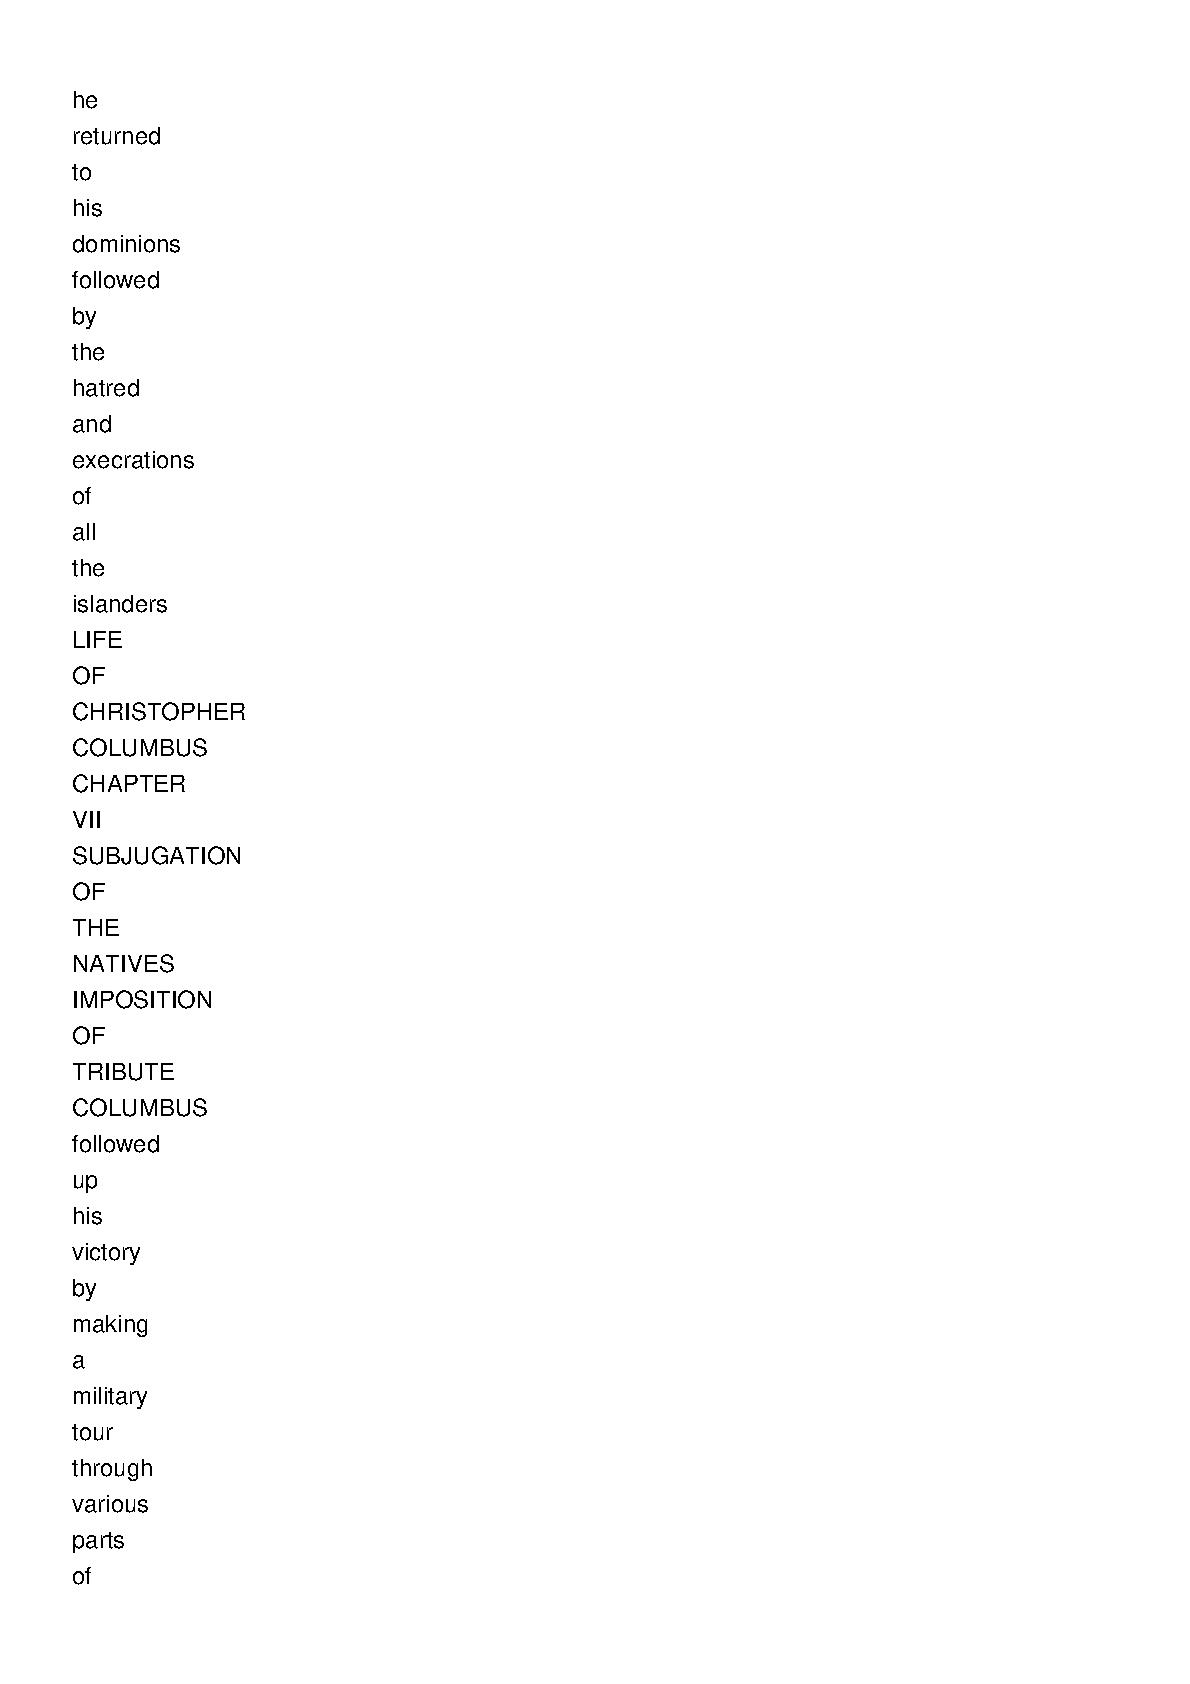 he
returned
to
his
dominions
followed
by
the
hatred
and
execrations
of
all
the
islanders
LIFE
OF
CHRISTOPHER
COLUMBUS
CHAPTER
VII
SUBJUGATION
OF
THE
NATIVES
IMPOSITION
OF
TRIBUTE
COLUMBUS
followed
up
his
victory
by
making
a
military
tour
through
various
parts
of